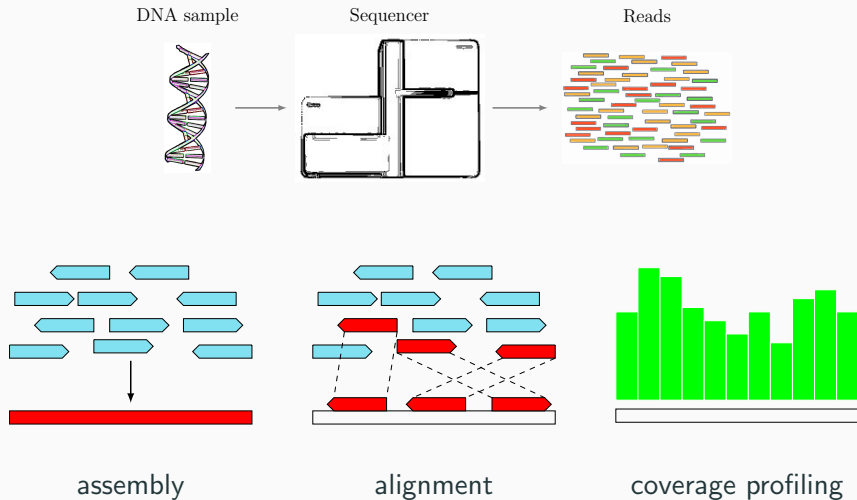 DNA sample
Sequencer
Reads
assembly
alignment
coverage profiling